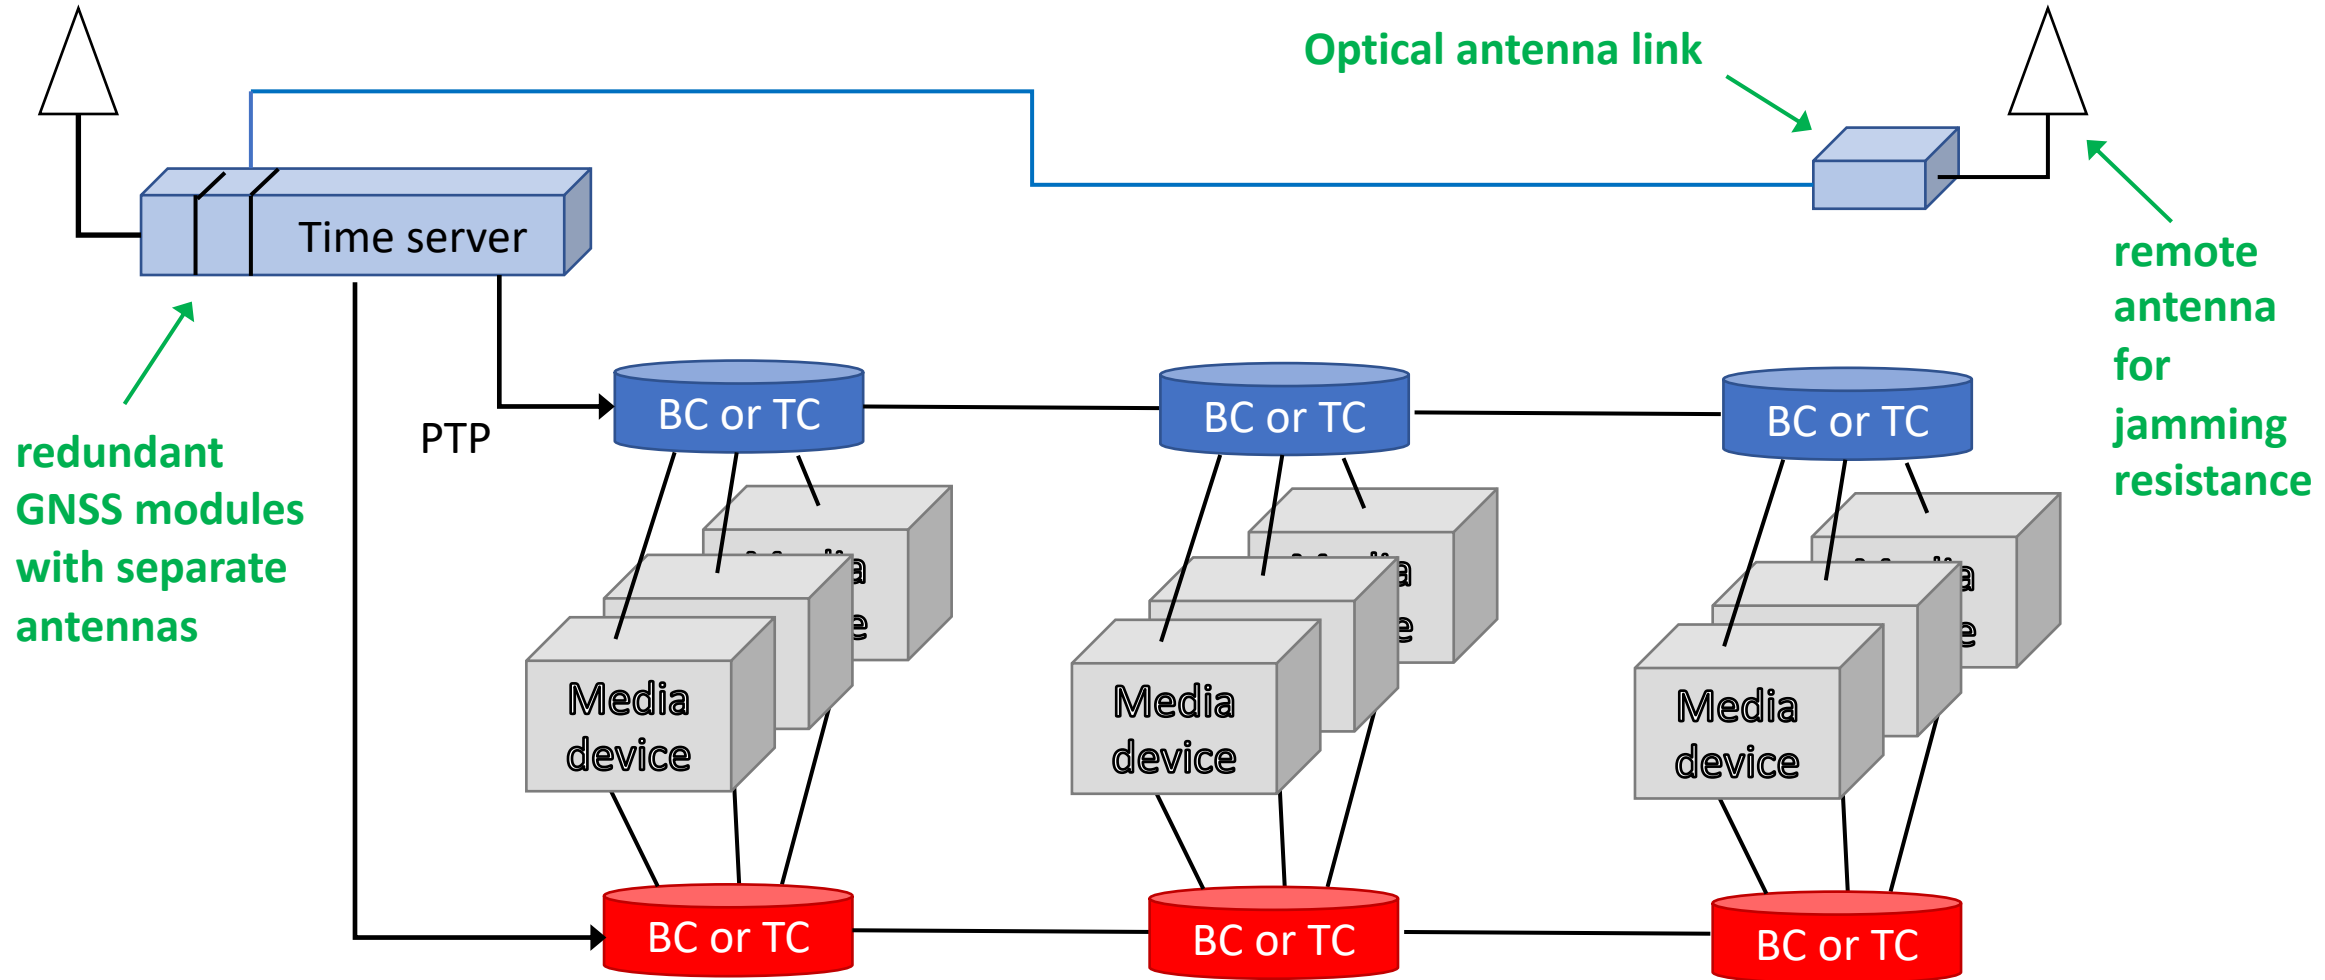 Optical antenna link
Time server
remote
antenna
for
jamming
resistance
PTP
redundant
GNSS modules
with separate
antennas
BC or TC
BC or TC
BC or TC
Media
device
Media
device
Media
device
BC or TC
BC or TC
BC or TC